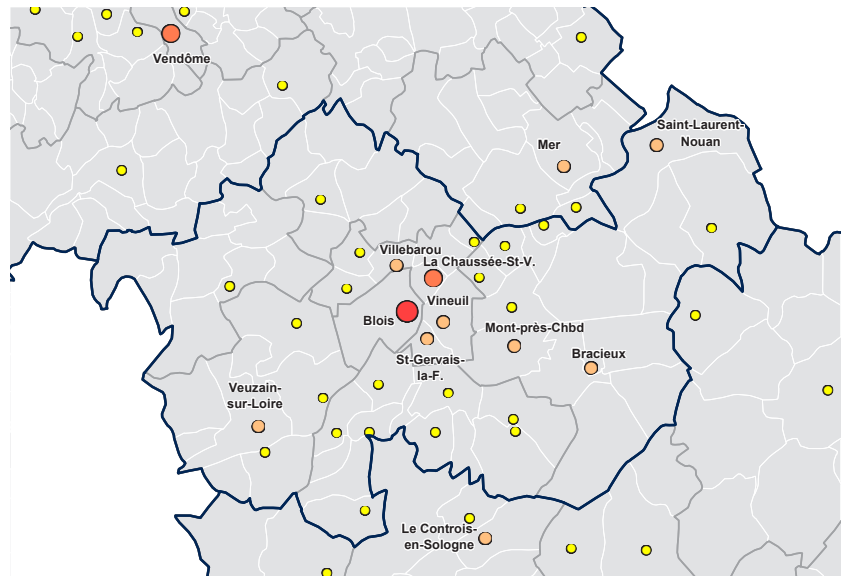 Vendôme
Saint-Laurent-
Nouan
Mer
Villebarou
La Chaussée-St-V.
Vineuil
Blois
Mont-près-Chbd
Bracieux
St-Gervais-
la-F.
Veuzain-
sur-Loire
Le Controis-
en-Sologne